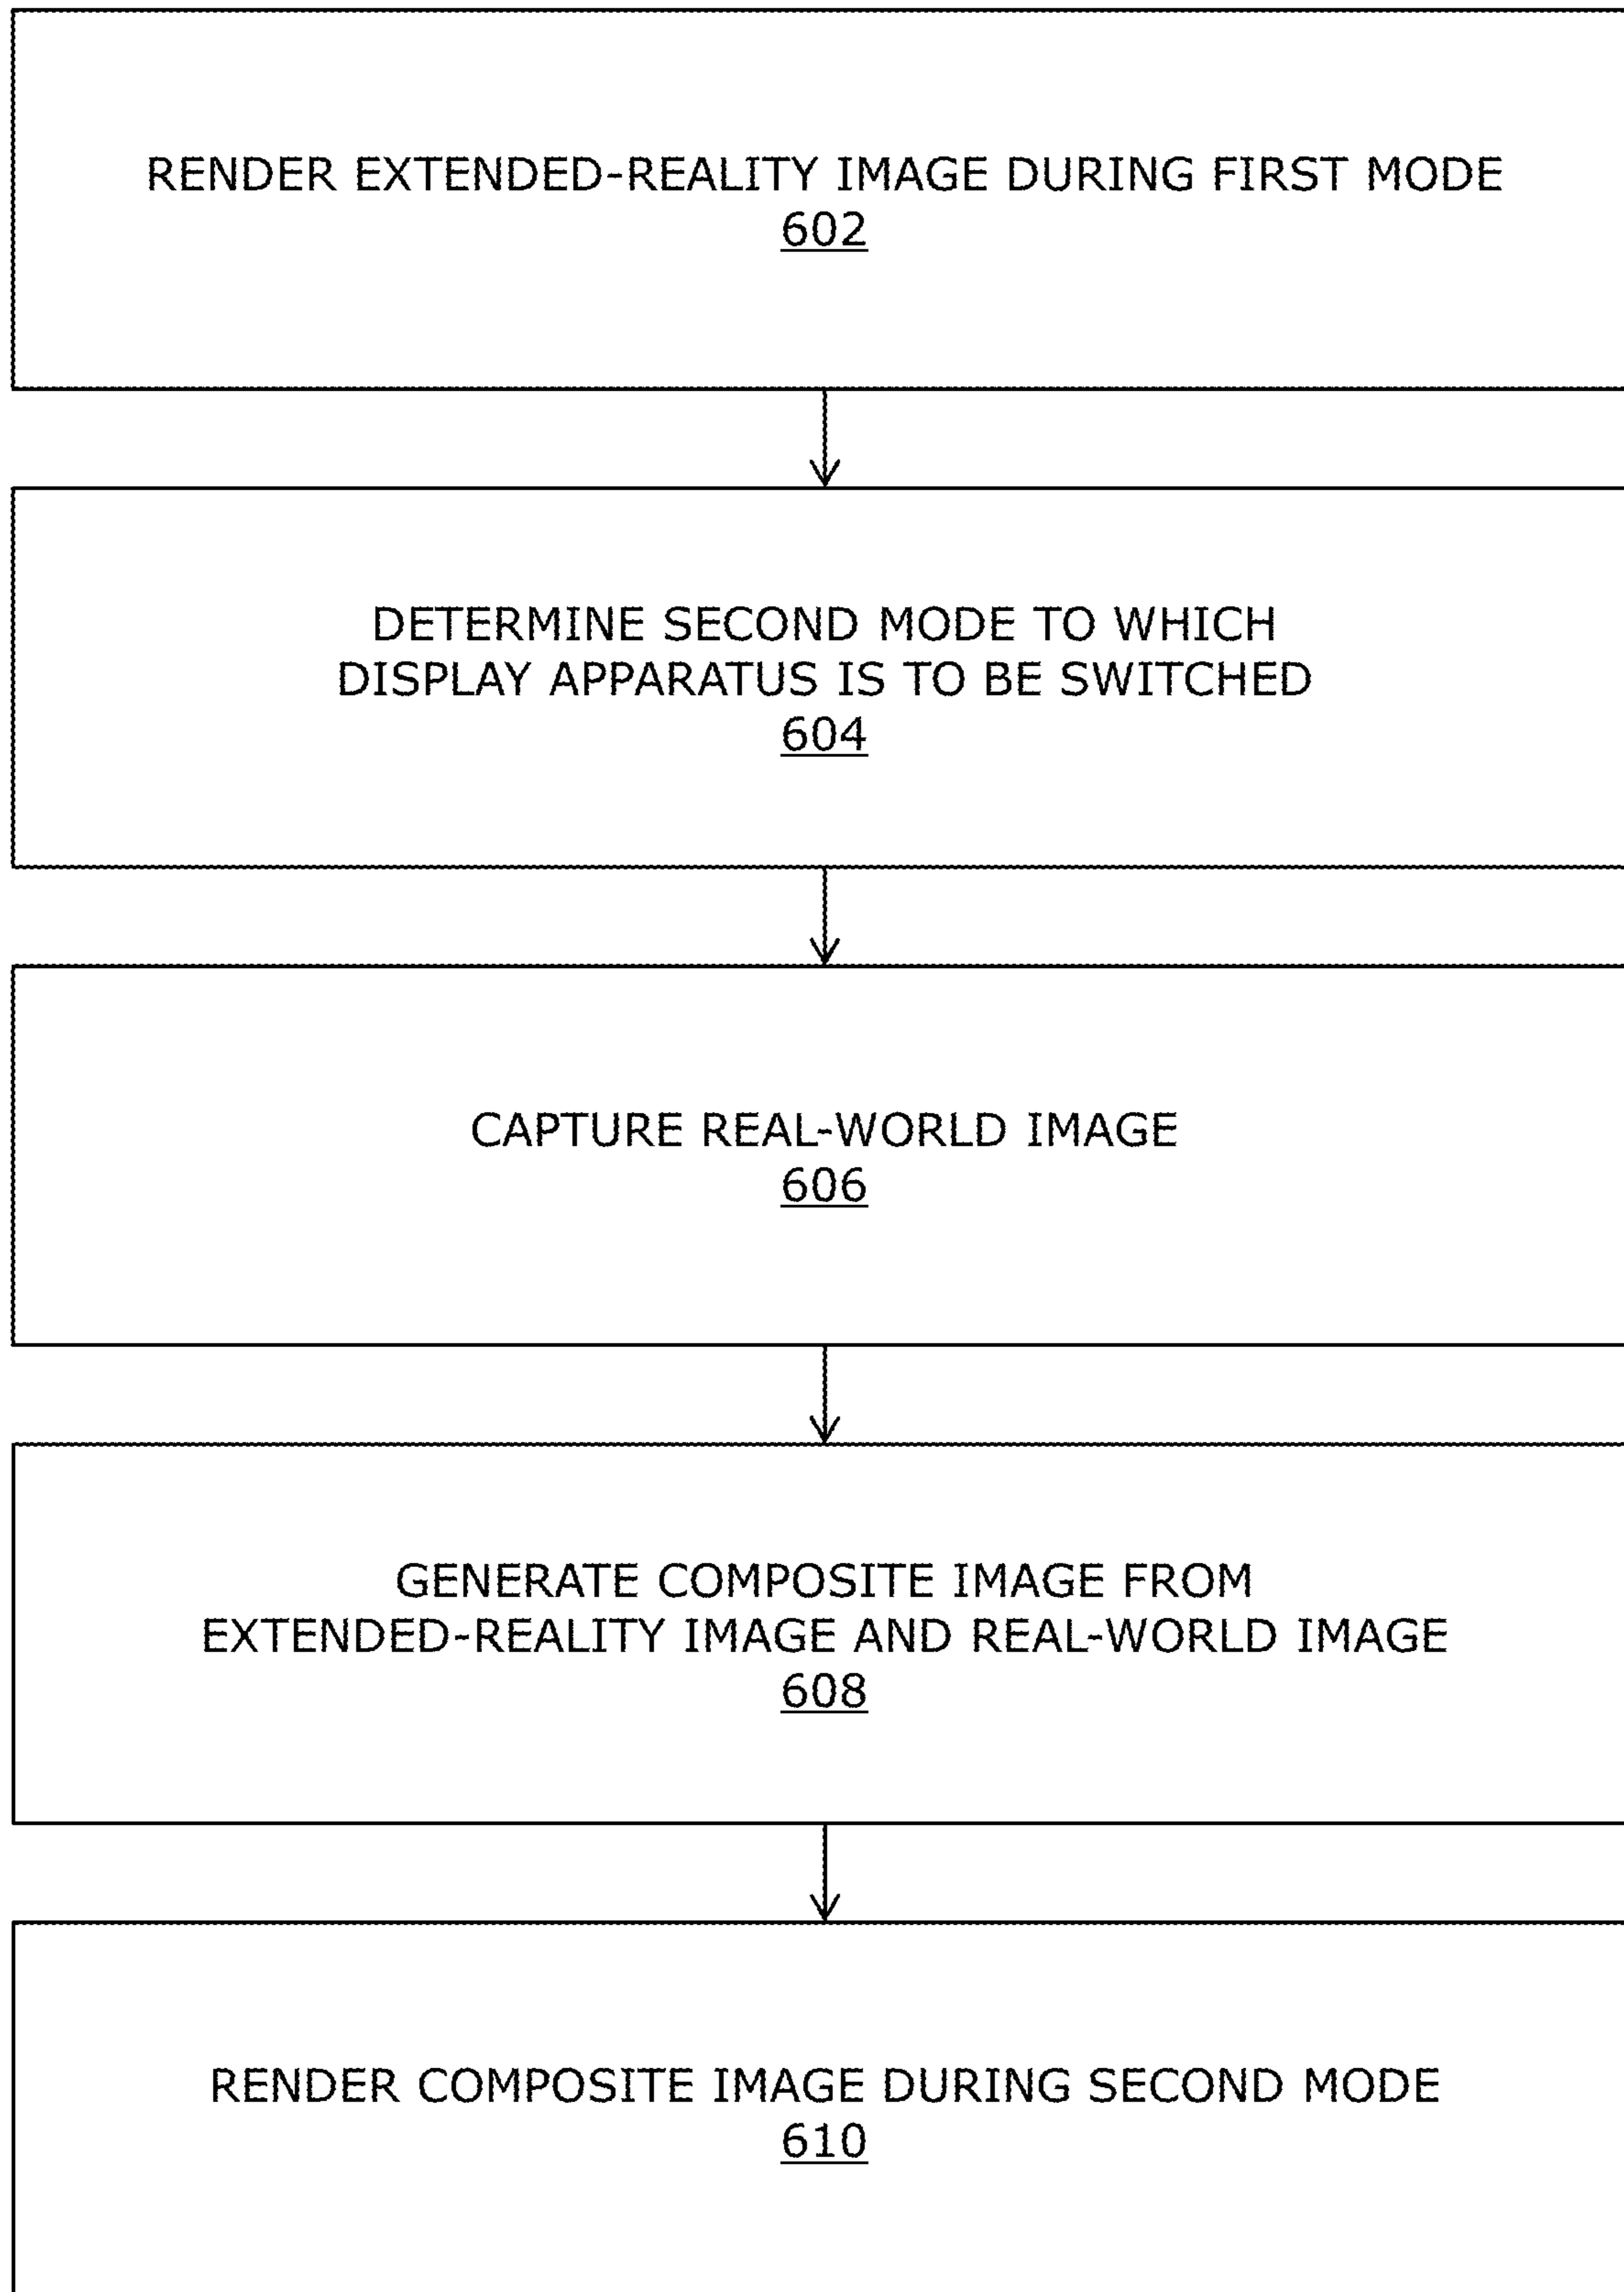 RENDER EXTENDED-REALITY IMAGE DURING FIRST MODE
602
DETERMINE SECOND MODE TO WHICH
DISPLAY APPARATUS IS TO BE SWITCHED
604
CAPTURE REAL-WORLD IMAGE
606
GENERATE COMPOSITE IMAGE FROM
EXTENDED-REALITY IMAGE AND REAL-WORLD IMAGE
608
RENDER COMPOSITE IMAGE DURING SECOND MODE
610